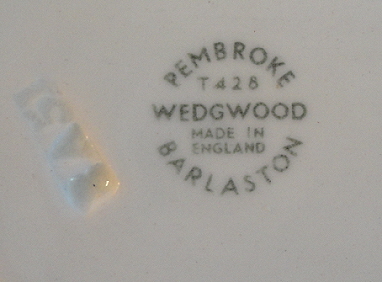 PEMBROKE
T428
WEDGWOOD
MADE IN
ENGLAND
BARLASTON